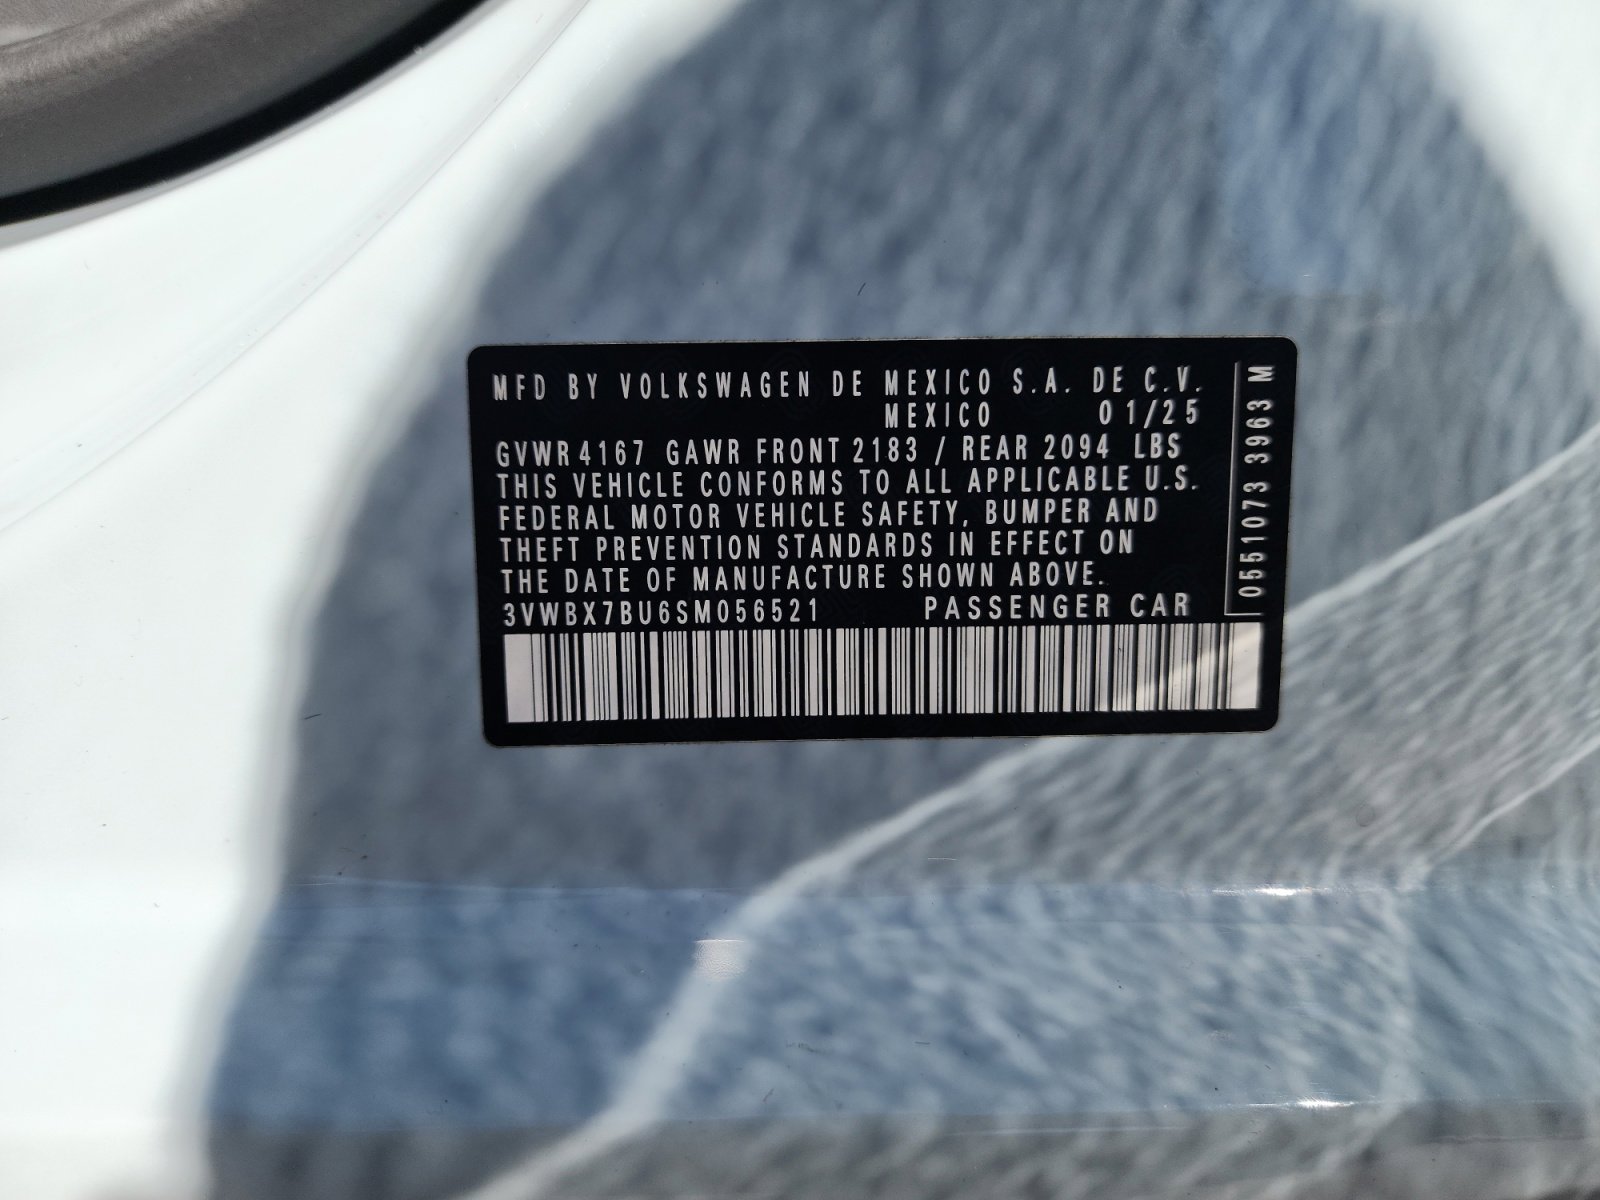 MFD BY VOLKSWAGEN DE MEXICO S.A. DE C.V.
MEXICO 01/25
GVWR 4167 GAWR FRONT 2183 / REAR 2094 LBS
THIS VEHICLE CONFORMS TO ALL APPLICABLE U.S.
FEDERAL MOTOR VEHICLE SAFETY, BUMPER AND
THEFT PREVENTION STANDARDS IN EFFECT ON
THE DATE OF MANUFACTURE SHOWN ABOVE.
3VWBX7BU6SM056521 PASSENGER CAR
0551073 3963 M